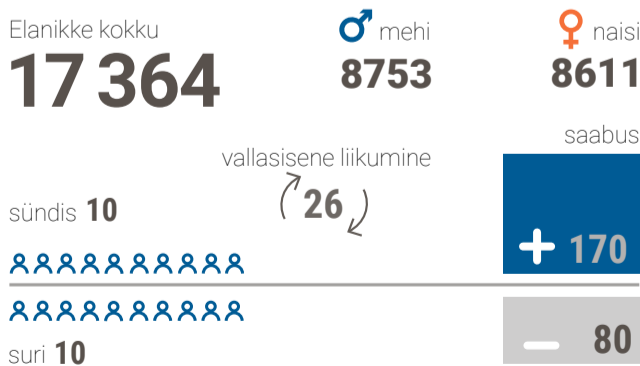 Elanikke kokku
17 364
mehi
8753
naisi
8611
saabus
vallasisene liikumine
26
sündis 10
+ 170
suri 10
– 80